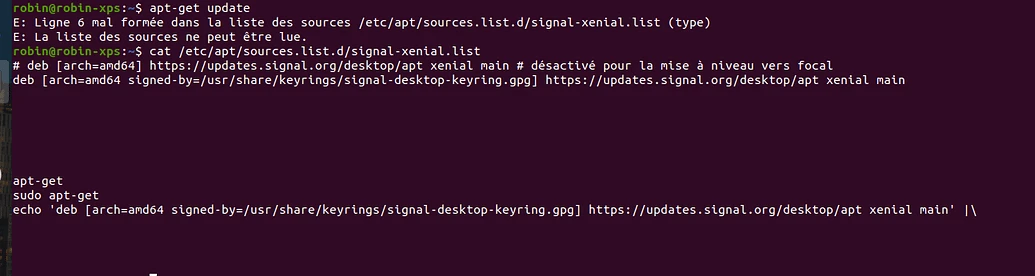 robin@robin-xps:~$ apt-get update
E: Ligne 6 mal formée dans la liste des sources /etc/apt/sources.list.d/signal-xenial.list (type)
E: La liste des sources ne peut être lue.
robin@robin-xps:~$ cat /etc/apt/sources.list.d/signal-xenial.list
# deb [arch=amd64] https://updates.signal.org/desktop/apt xenial main # désactivé pour la mise à niveau vers focal
deb [arch=amd64 signed-by=/usr/share/keyrings/signal-desktop-keyring.gpg] https://updates.signal.org/desktop/apt xenial main
apt-get
sudo apt-get
echo 'deb [arch=amd64 signed-by=/usr/share/keyrings/signal-desktop-keyring.gpg] https://updates.signal.org/desktop/apt xenial main' |\